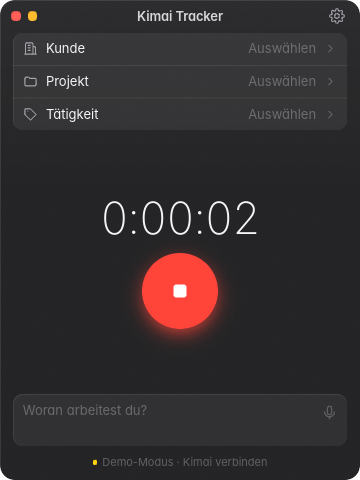 Kimai Tracker
Kunde Auswählen
Projekt Auswählen
Tätigkeit Auswählen
0:00:02
Woran arbeitest du?
Demo-Modus · Kimai verbinden